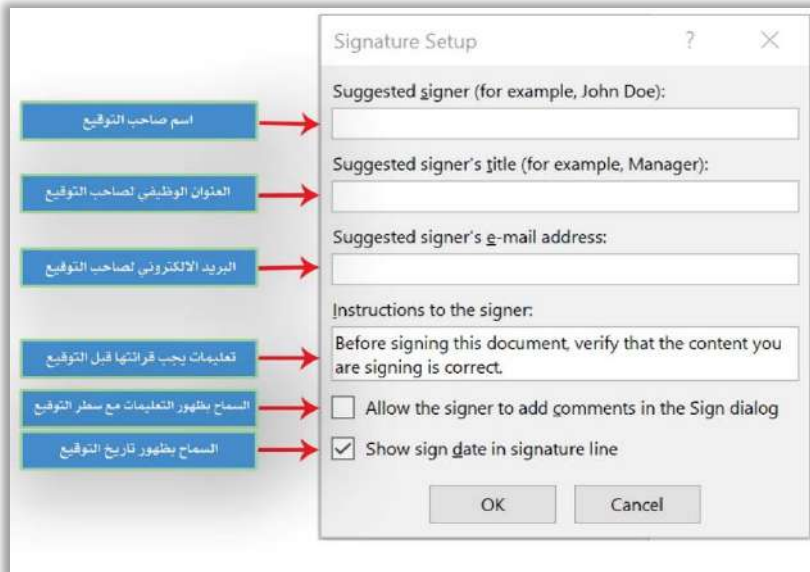 Signature Setup
Suggested signer (for example, John Doe):
اسم صاحب التوقيع
Suggested signer's title (for example, Manager):
العنوان الوظيفي لصاحب التوقيع
Suggested signer's e-mail address:
البريد الالكتروني لصاحب التوقيع
Instructions to the signer:
Before signing this document, verify that the content you
are signing is correct.
تعليمات يجب قرائتها قبل التوقيع
السماح بظهور التعليمات مع سطر التوقيع
Allow the signer to add comments in the Sign dialog
السماح بظهور تاريخ التوقيع
Show sign date in signature line
OK
Cancel